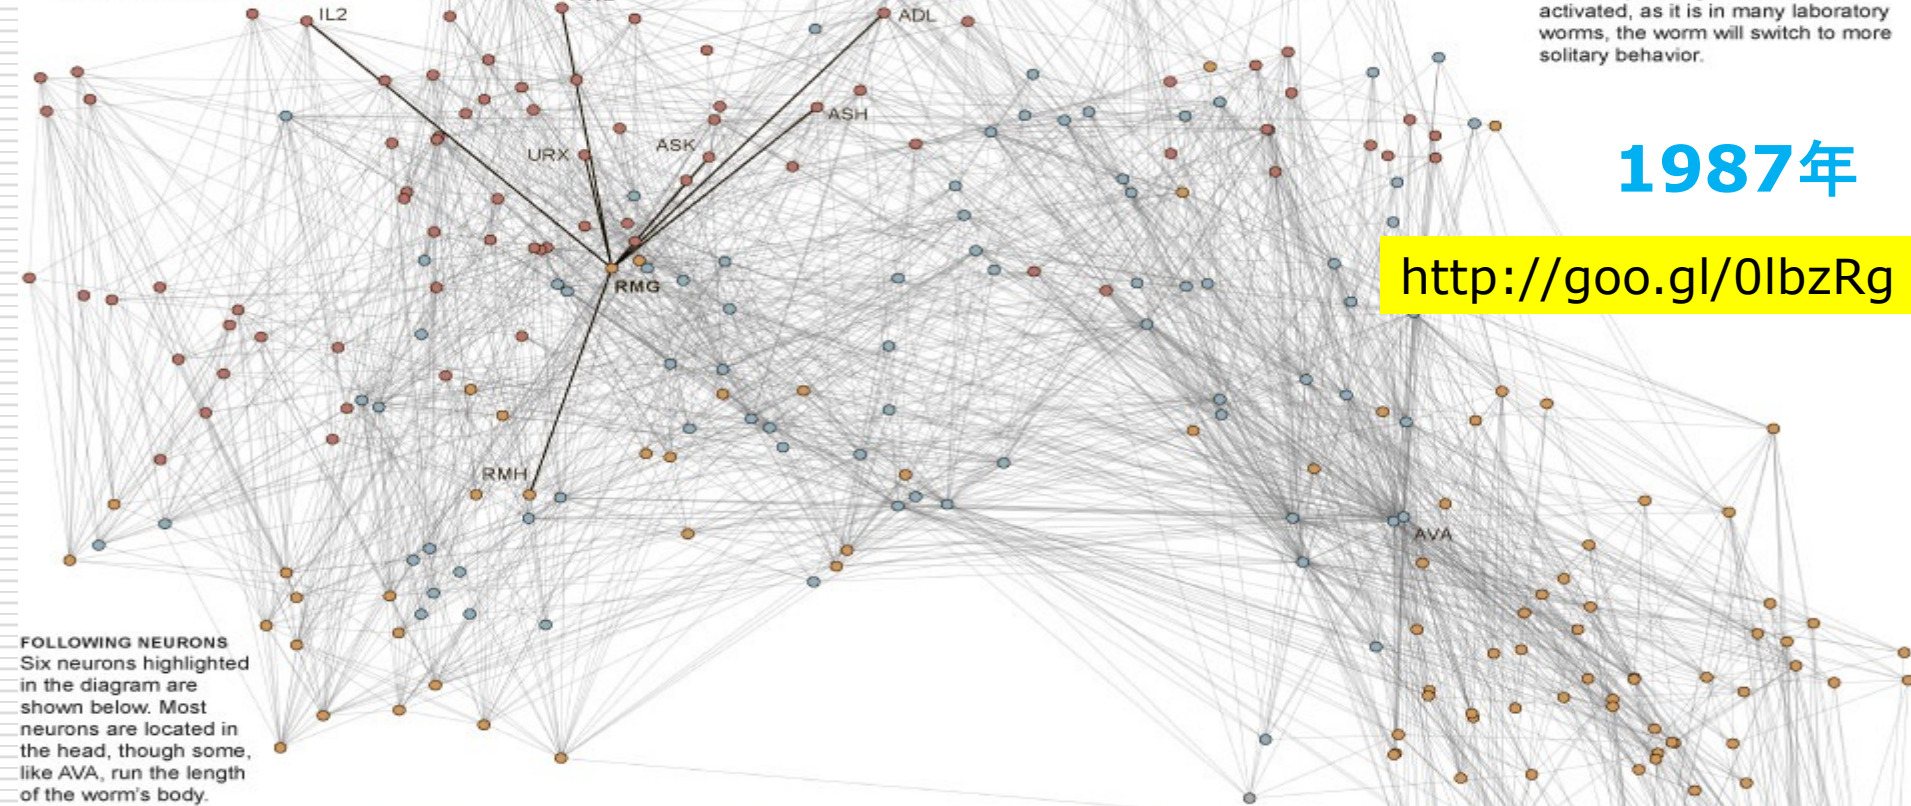 activated, as it is in many laboratory
worms, the worm will switch to more
solitary behavior.
IL2
ADL
ASH
URX
ASK
1987年
http://goo.gl/0lbzRg
RMG
RMH
AVA
FOLLOWING NEURONS
Six neurons highlighted
in the diagram are
shown below. Most
neurons are located in
the head, though some,
like AVA, run the length
of the worm's body.